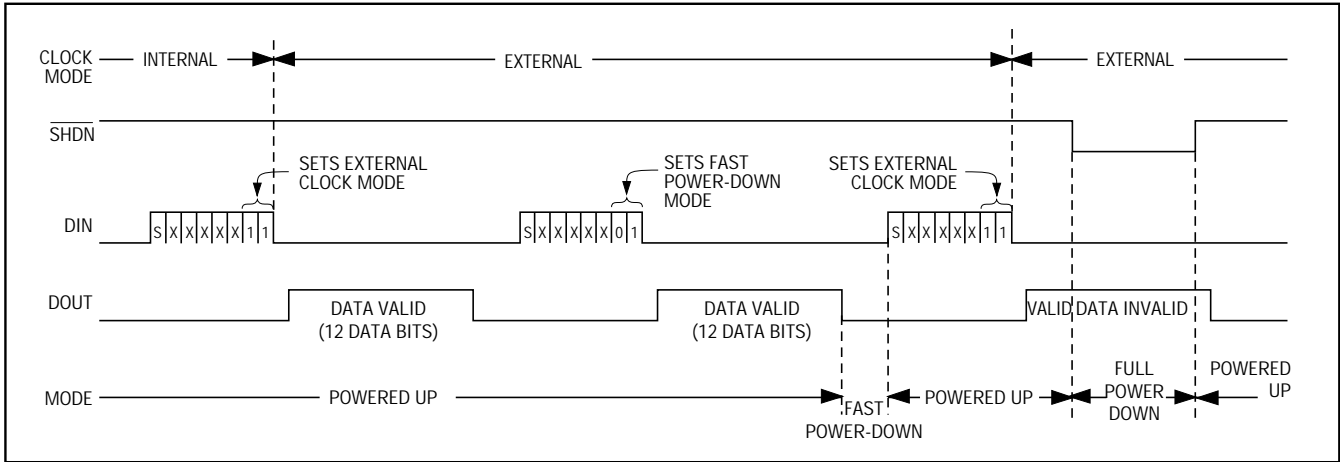 CLOCK MODE
INTERNAL
EXTERNAL
EXTERNAL
SHDN
SETS EXTERNAL
CLOCK MODE
SETS FAST
POWER-DOWN
MODE
SETS EXTERNAL
CLOCK MODE
DIN
S X X X X X 1 1
S X X X X X 0 1
S X X X X X 1 1
DOUT
DATA VALID
(12 DATA BITS)
DATA VALID
(12 DATA BITS)
VALID
DATA INVALID
MODE
POWERED UP
FAST
POWER-DOWN
POWERED UP
FULL
POWER
DOWN
POWERED
UP